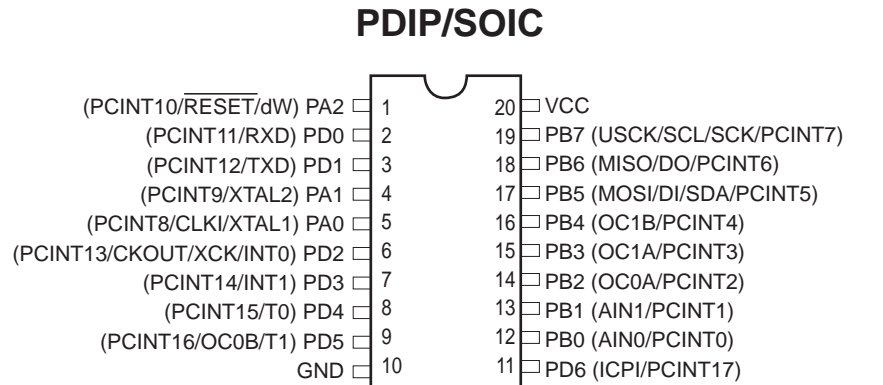 PDIP/SOIC
(PCINT10/RESET/dW) PA2 1 20 VCC
(PCINT11/RXD) PD0 2 19 PB7 (USCK/SCL/SCK/PCINT7)
(PCINT12/TXD) PD1 3 18 PB6 (MISO/DO/PCINT6)
(PCINT9/XTAL2) PA1 4 17 PB5 (MOSI/DI/SDA/PCINT5)
(PCINT8/CLKI/XTAL1) PA0 5 16 PB4 (OC1B/PCINT4)
(PCINT13/CKOUT/XCK/INT0) PD2 6 15 PB3 (OC1A/PCINT3)
(PCINT14/INT1) PD3 7 14 PB2 (OC0A/PCINT2)
(PCINT15/T0) PD4 8 13 PB1 (AIN1/PCINT1)
(PCINT16/OC0B/T1) PD5 9 12 PB0 (AIN0/PCINT0)
GND 10 11 PD6 (ICPI/PCINT17)